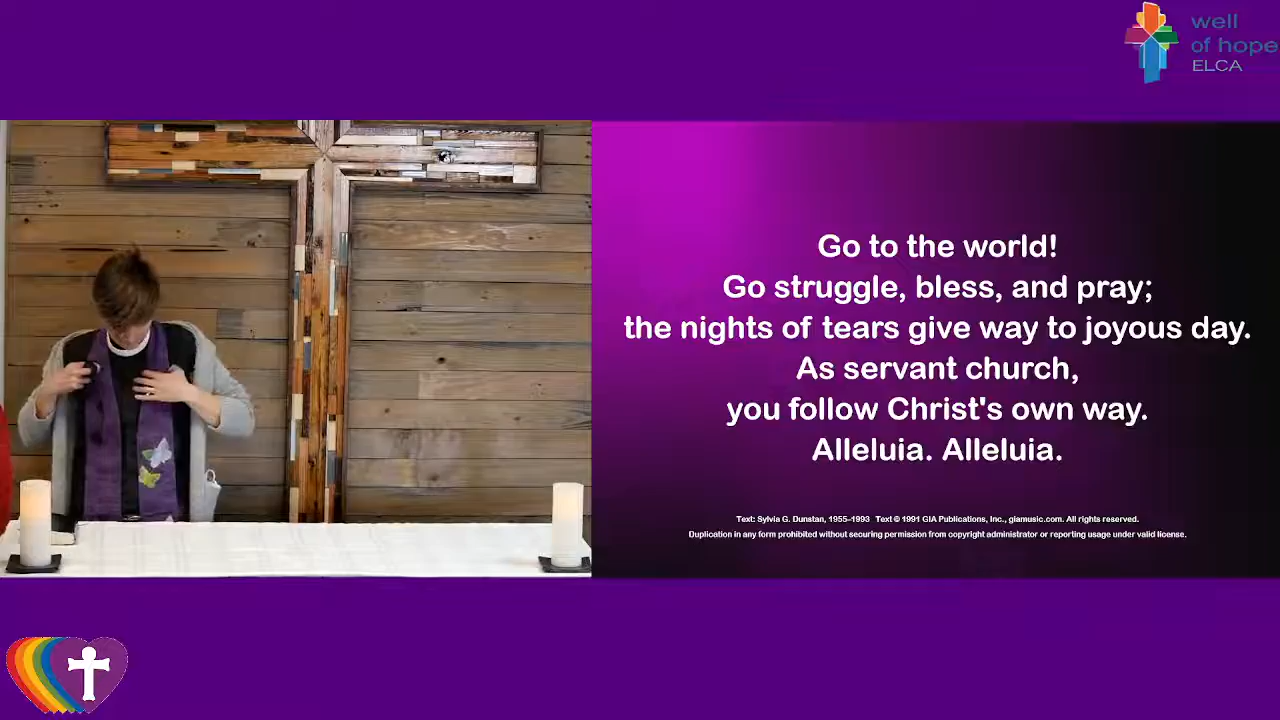 well
of hope
ELCA
Go to the world!
Go struggle, bless, and pray;
the nights of tears give way to joyous day.
As servant church,
you follow Christ's own way.
Alleluia. Alleluia.
Text: Sylvia G. Dunstan, 1955–1993 Text © 1991 GIA Publications, Inc., giamusic.com. All rights reserved.
Duplication in any form prohibited without securing permission from copyright administrator or reporting usage under valid license.